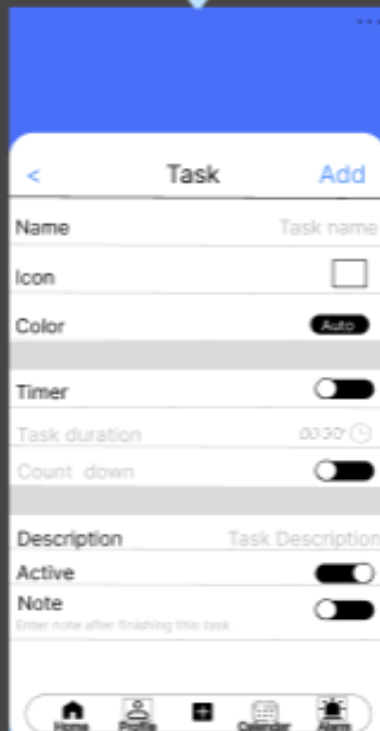 ...
< Task Add
Name Task name
Icon
Color Auto
Timer
Task duration 00:30'
Count down
Description Task Description
Active
Note
Enter note after finishing this task
Home Profile Calender Alarm